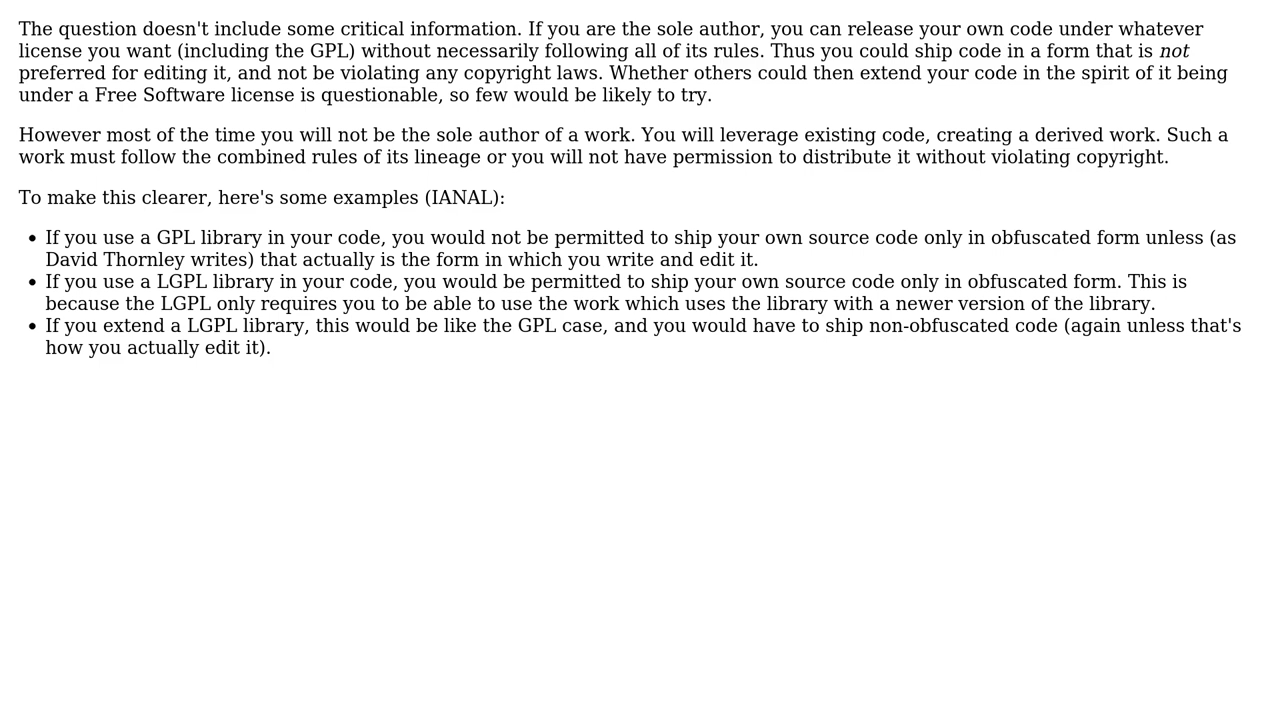 The question doesn't include some critical information. If you are the sole author, you can release your own code under whatever
license you want (including the GPL) without necessarily following all of its rules. Thus you could ship code in a form that is not
preferred for editing it, and not be violating any copyright laws. Whether others could then extend your code in the spirit of it being
under a Free Software license is questionable, so few would be likely to try.
However most of the time you will not be the sole author of a work. You will leverage existing code, creating a derived work. Such a
work must follow the combined rules of its lineage or you will not have permission to distribute it without violating copyright.
To make this clearer, here's some examples (IANAL):
• If you use a GPL library in your code, you would not be permitted to ship your own source code only in obfuscated form unless (as
David Thornley writes) that actually is the form in which you write and edit it.
• If you use a LGPL library in your code, you would be permitted to ship your own source code only in obfuscated form. This is
because the LGPL only requires you to be able to use the work which uses the library with a newer version of the library.
• If you extend a LGPL library, this would be like the GPL case, and you would have to ship non-obfuscated code (again unless that's
how you actually edit it).